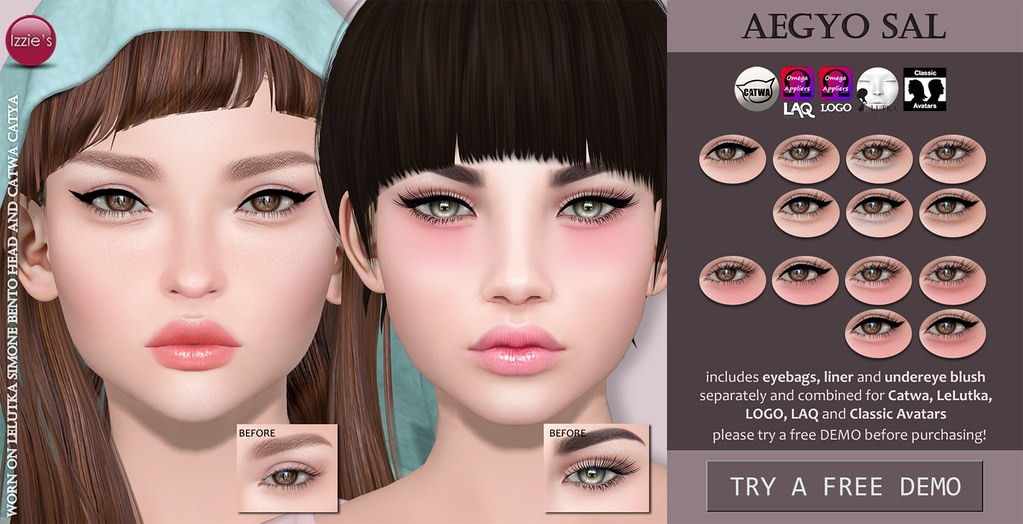 Izzie's
WORN ON LELUTKA SIMONE BENTO HEAD AND CATWA CATYA
BEFORE
BEFORE
AEGYO SAL
CATWA
Omega
Appliers
LAQ
Omega
Appliers
LOGO
Classic
Avatars
includes eyebags, liner and undereye blush
separately and combined for Catwa, LeLutka,
LOGO, LAQ and Classic Avatars
please try a free DEMO before purchasing!
TRY A FREE DEMO